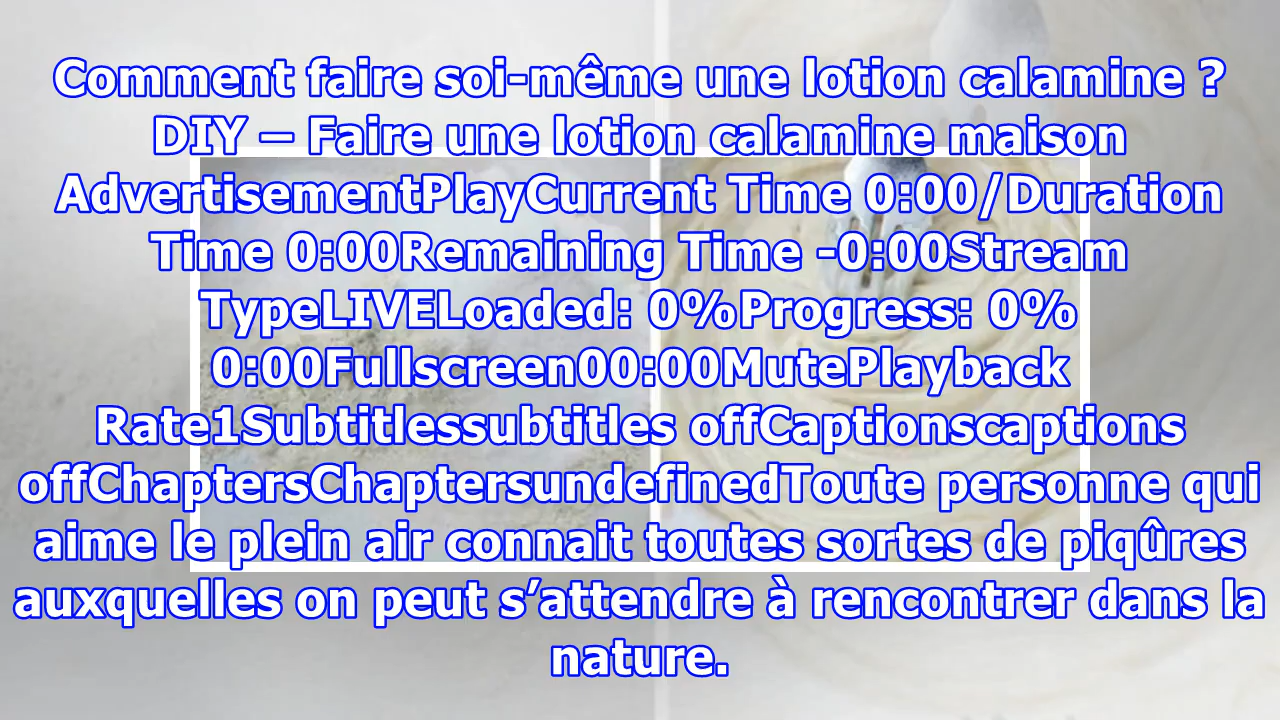 Comment faire soi-même une lotion calamine ?
DIY – Faire une lotion calamine maison
AdvertisementPlayCurrent Time 0:00/Duration
Time 0:00Remaining Time -0:00Stream
TypeLIVELoaded: 0%Progress: 0%
0:00Fullscreen00:00MutePlayback
Rate1Subtitlessubtitles offCaptionscaptions
offChaptersChaptersundefinedToute personne qui
aime le plein air connait toutes sortes de piqûres
auxquelles on peut s’attendre à rencontrer dans la
nature.